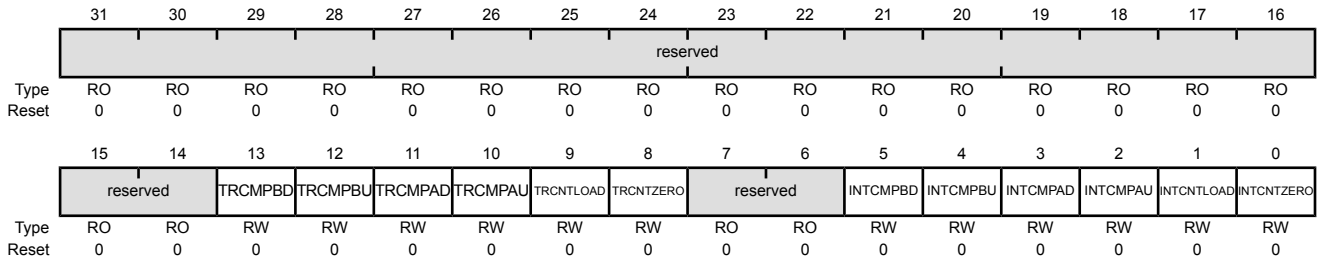 31 30 29 28 27 26 25 24 23 22 21 20 19 18 17 16
reserved
Type RO RO RO RO RO RO RO RO RO RO RO RO RO RO RO RO
Reset 0 0 0 0 0 0 0 0 0 0 0 0 0 0 0 0
15 14 13 12 11 10 9 8 7 6 5 4 3 2 1 0
reserved TRCMPBD TRCMPBU TRCMPAD TRCMPAU TRCNTLOAD TRCNTZERO reserved INTCMPBD INTCMPBU INTCMPAD INTCMPAU INTCNTLOAD INTCNTZERO
Type RO RO RW RW RW RW RW RW RO RO RW RW RW RW RW RW
Reset 0 0 0 0 0 0 0 0 0 0 0 0 0 0 0 0